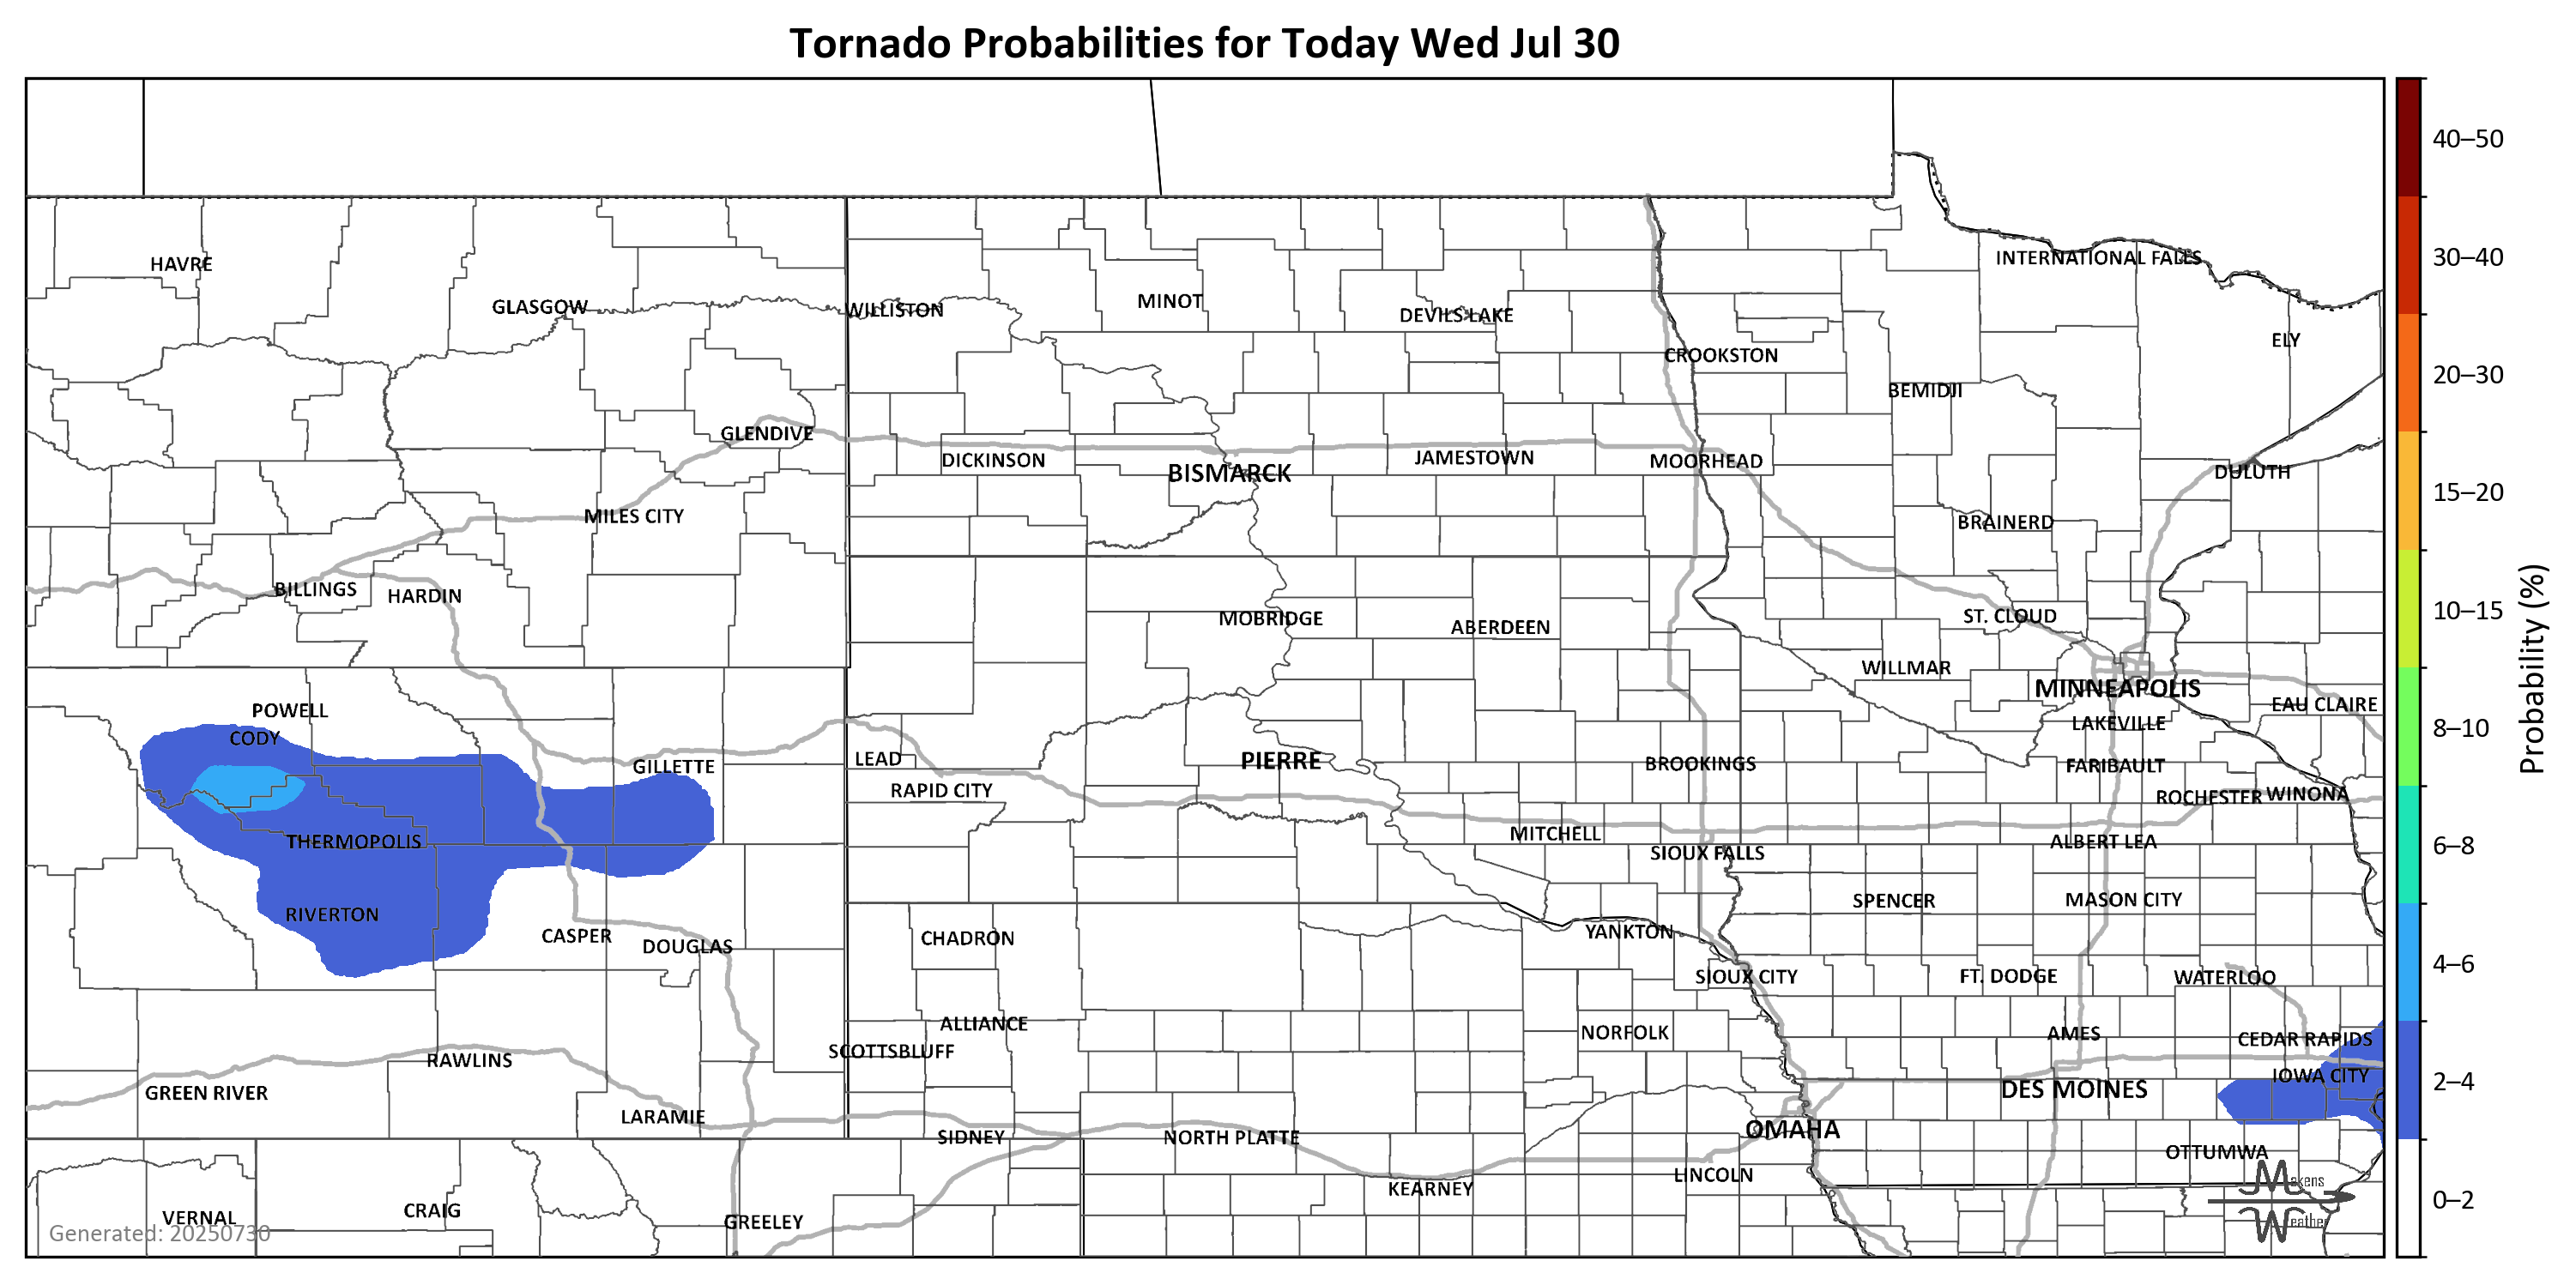 Tornado Probabilities for Today Wed Jul 30
40–50
INTERNATIONAL FALLS
30–40
HAVRE
MINOT
GLASGOW
WILLISTON
DEVILS LAKE
ELY
CROOKSTON
20–30
BEMIDJI
GLENDIVE
DICKINSON
JAMESTOWN
MOORHEAD
BISMARCK
DULUTH
15–20
MILES CITY
BRAINERD
BILLINGS
HARDIN
10–15
MOBRIDGE
ABERDEEN
ST. CLOUD
WILLMAR
Probability (%)
MINNEAPOLIS
EAU CLAIRE
POWELL
LAKEVILLE
8–10
CODY
LEAD
PIERRE
BROOKINGS
GILLETTE
FARIBAULT
RAPID CITY
ROCHESTER
WINONA
MITCHELL
THERMOPOLIS
ALBERT LEA
6–8
SIOUX FALLS
SPENCER
MASON CITY
RIVERTON
CASPER
DOUGLAS
CHADRON
YANKTON
4–6
SIOUX CITY
FT. DODGE
WATERLOO
ALLIANCE
NORFOLK
AMES
CEDAR RAPIDS
SCOTTSBLUFF
RAWLINS
IOWA CITY
2–4
GREEN RIVER
DES MOINES
LARAMIE
OMAHA
SIDNEY
NORTH PLATTE
OTTUMWA
LINCOLN
KEARNEY
Makens
Weather
0–2
CRAIG
VERNAL
GREELEY
Generated: 20250730